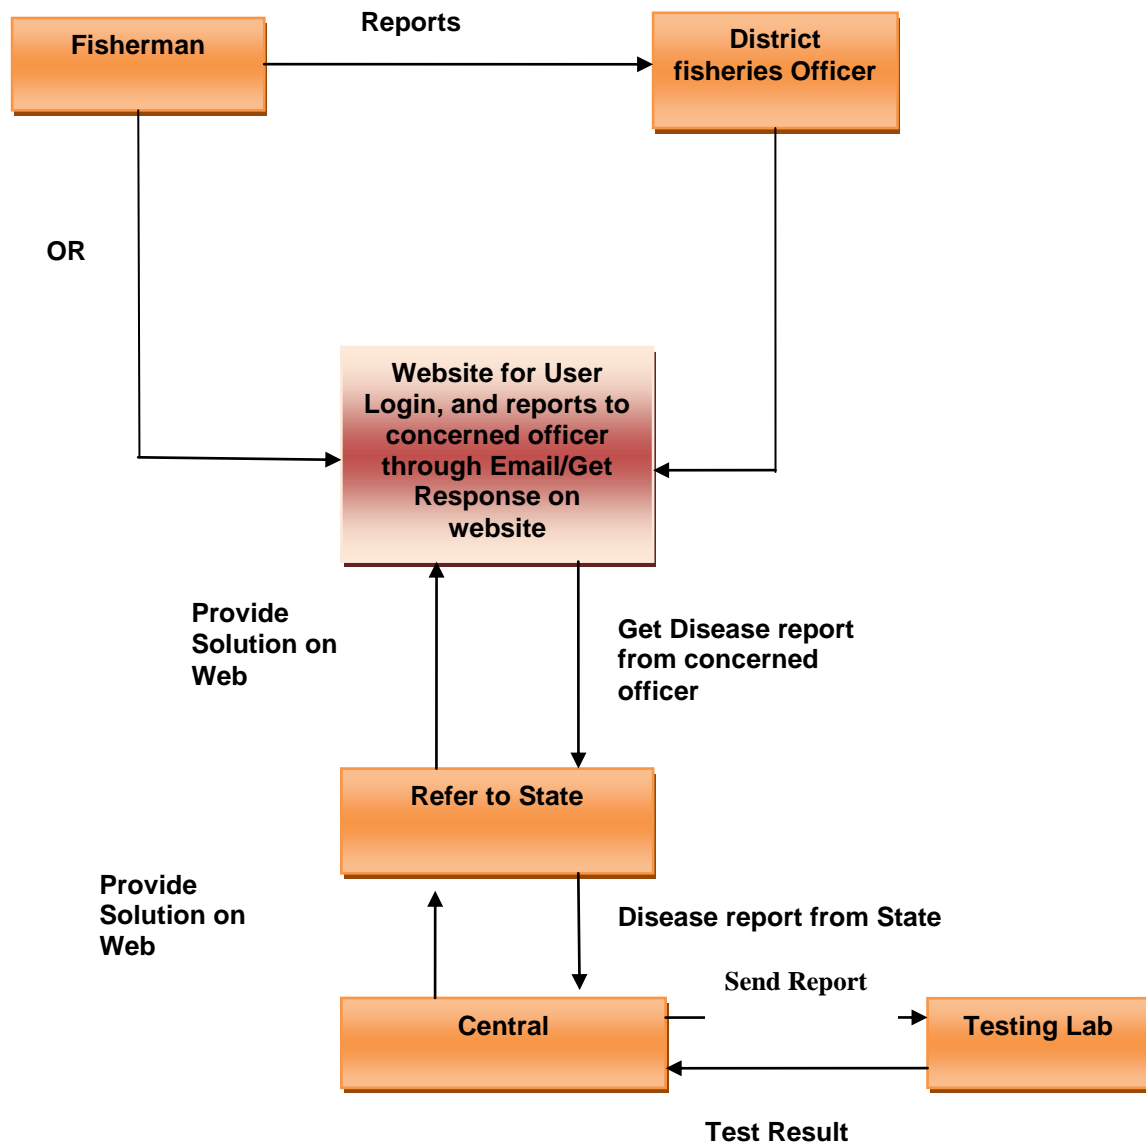 Reports
Fisherman
District
fisheries Officer
OR
Website for User
Login, and reports to
concerned officer
through Email/Get
Response on
website
Provide
Solution on
Web
Get Disease report
from concerned
officer
Refer to State
Provide
Solution on
Web
Disease report from State
Send Report
Central
Testing Lab
Test Result